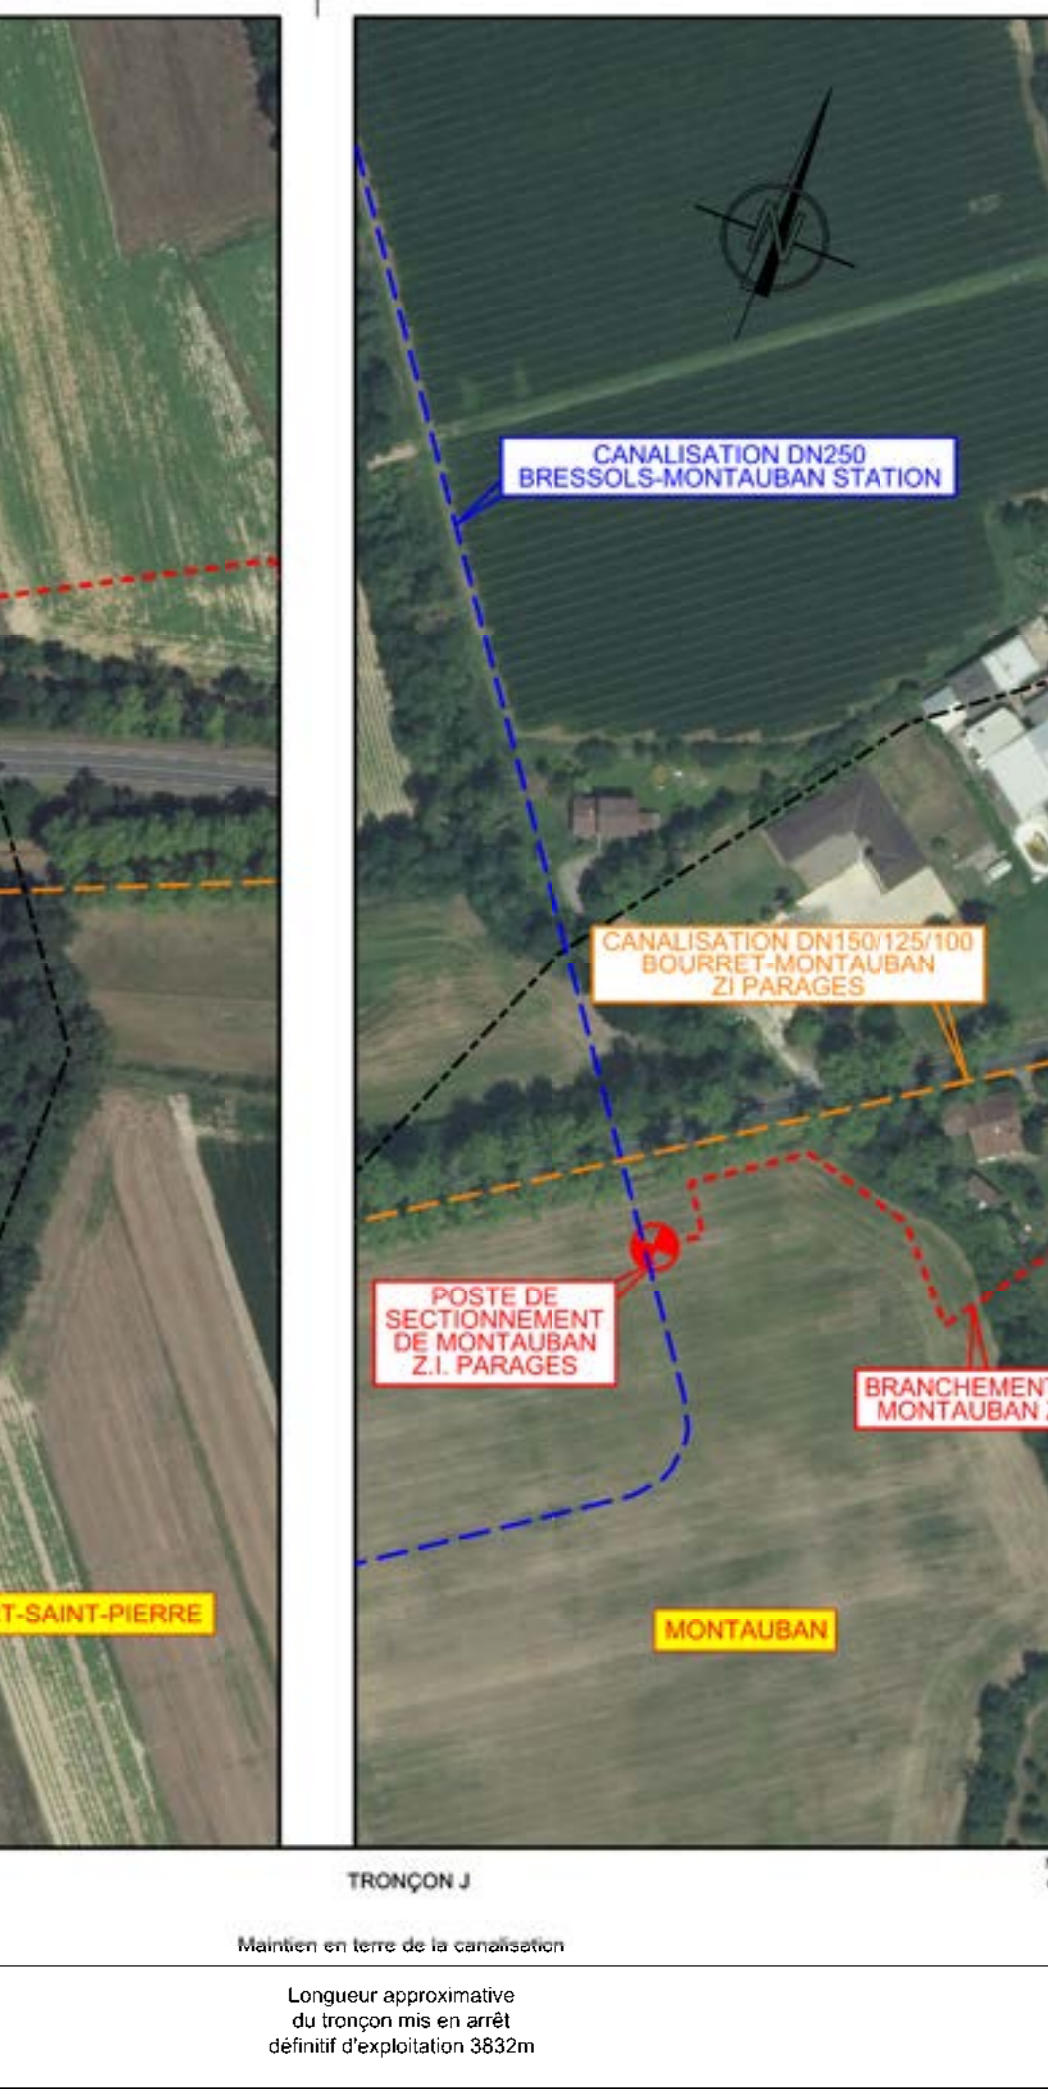 N
CANALISATION DN250
BRESSOLS-MONTAUBAN STATION
CANALISATION DN150/125/100
BOURRET-MONTAUBAN
ZI PARAGES
POSTE DE
SECTIONNEMENT
DE MONTAUBAN
Z.I. PARAGES
BRANCHEMENT
MONTAUBAN
T-SAINT-PIERRE
MONTAUBAN
TRONÇON J
Maintien en terre de la canalisation
Longueur approximative
du tronçon mis en arrêt
définitif d'exploitation 3832m